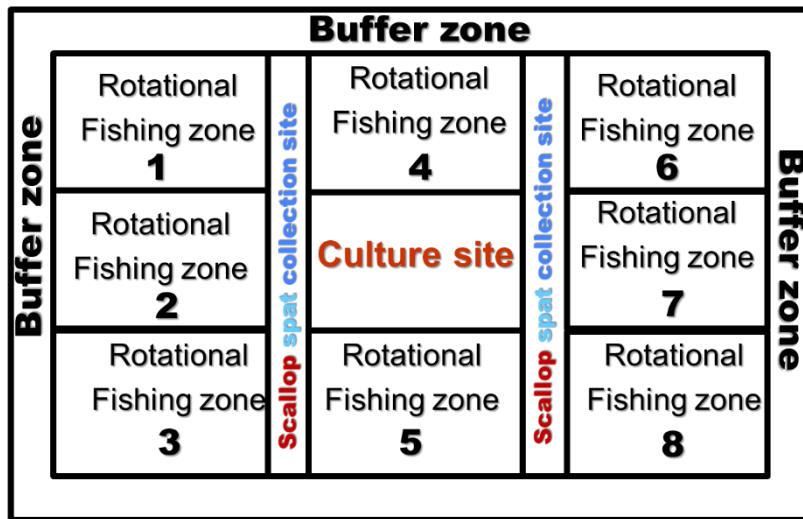 Buffer zone
Buffer zone
Rotational
Fishing zone
1
Rotational
Fishing zone
2
Rotational
Fishing zone
3
Scallop spat collection site
Rotational
Fishing zone
4
Culture site
Rotational
Fishing zone
5
Scallop spat collection site
Rotational
Fishing zone
6
Rotational
Fishing zone
7
Rotational
Fishing zone
8
Buffer zone